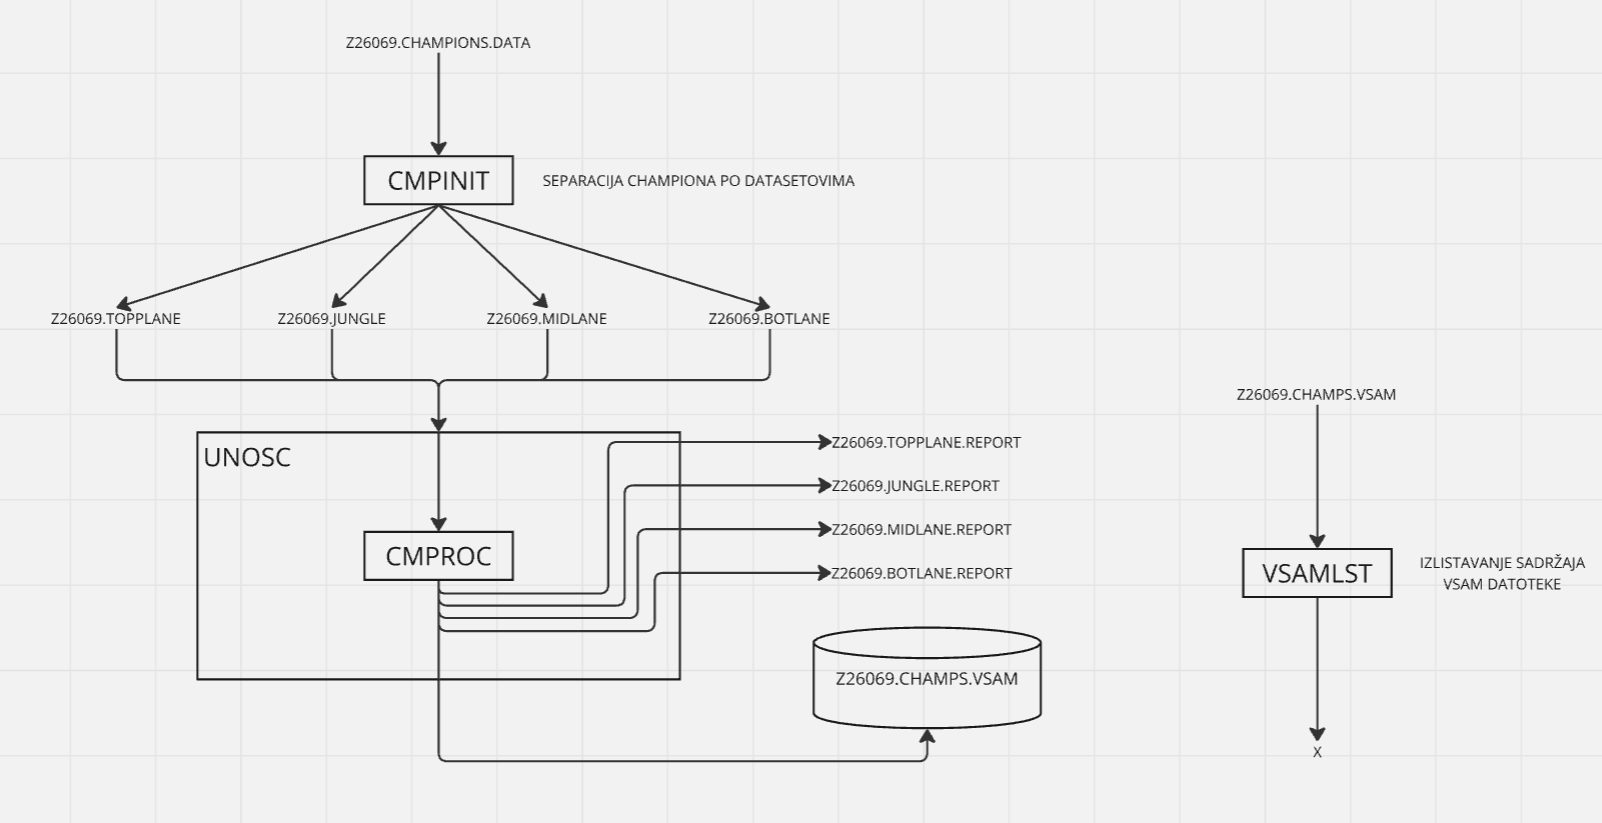 Z26069.CHAMPIONS.DATA
CMPINIT
SEPARACIJA CHAMPIONA PO DATASETOVIMA
Z26069.TOPPLANE
Z26069.JUNGLE
Z26069.MIDLANE
Z26069.BOTLANE
UNOSC
CMPROC
Z26069.TOPPLANE.REPORT
Z26069.JUNGLE.REPORT
Z26069.MIDLANE.REPORT
Z26069.BOTLANE.REPORT
Z26069.CHAMPS.VSAM
Z26069.CHAMPS.VSAM
VSAMLST
IZLISTAVANJE SADRŽAJA
VSAM DATOTEKE
X